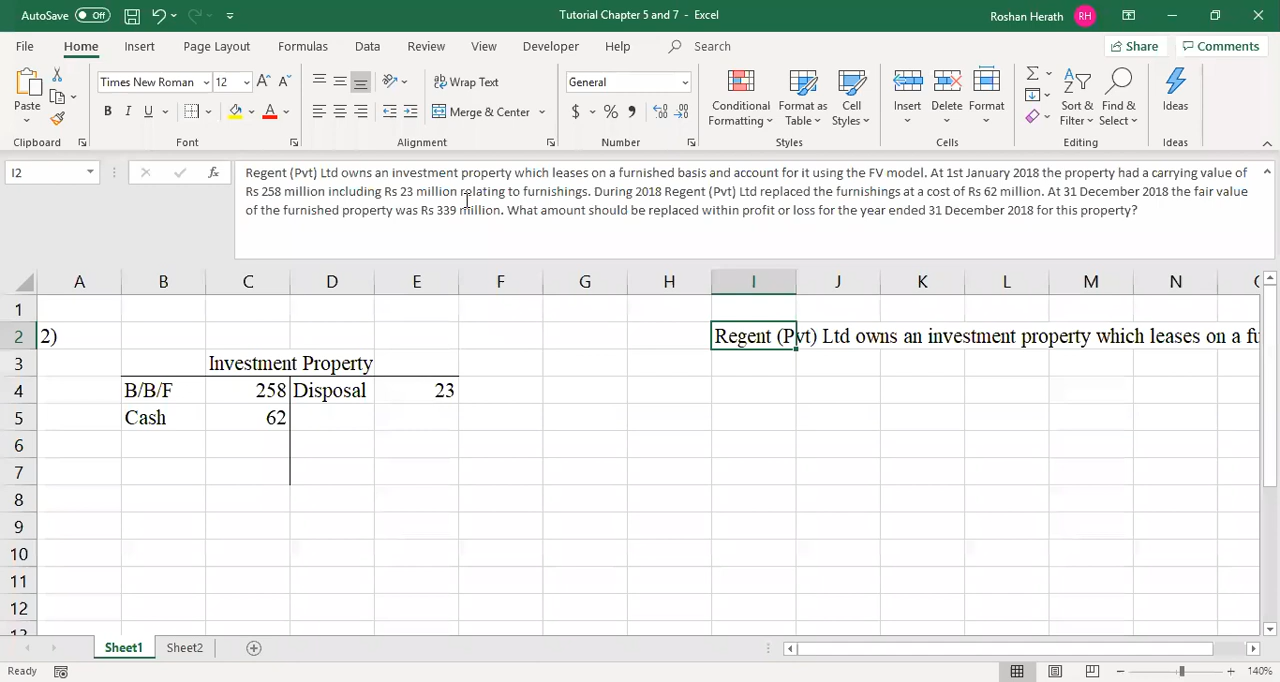 AutoSave Off Tutorial Chapter 5 and 7 - Excel Roshan Herath RH
File Home Insert Page Layout Formulas Data Review View Developer Help Search Share Comments
Times New Roman 12 A A Wrap Text General
Paste B I U A Merge & Center $ % Conditional Formatting Format as Table Cell Styles Insert Delete Format Sort & Filter Find & Select Ideas
Clipboard Font Alignment Number Styles Cells Editing Ideas
I2 fx Regent (Pvt) Ltd owns an investment property which leases on a furnished basis and account for it using the FV model. At 1st January 2018 the property had a carrying value of
Rs 258 million including Rs 23 million relating to furnishings. During 2018 Regent (Pvt) Ltd replaced the furnishings at a cost of Rs 62 million. At 31 December 2018 the fair value
of the furnished property was Rs 339 million. What amount should be replaced within profit or loss for the year ended 31 December 2018 for this property?
A B C D E F G H I J K L M N
1
2 2) Regent (Pvt) Ltd owns an investment property which leases on a fu
3 Investment Property
4 B/B/F 258 Disposal 23
5 Cash 62
6
7
8
9
10
11
12
Sheet1 Sheet2
Ready 140%